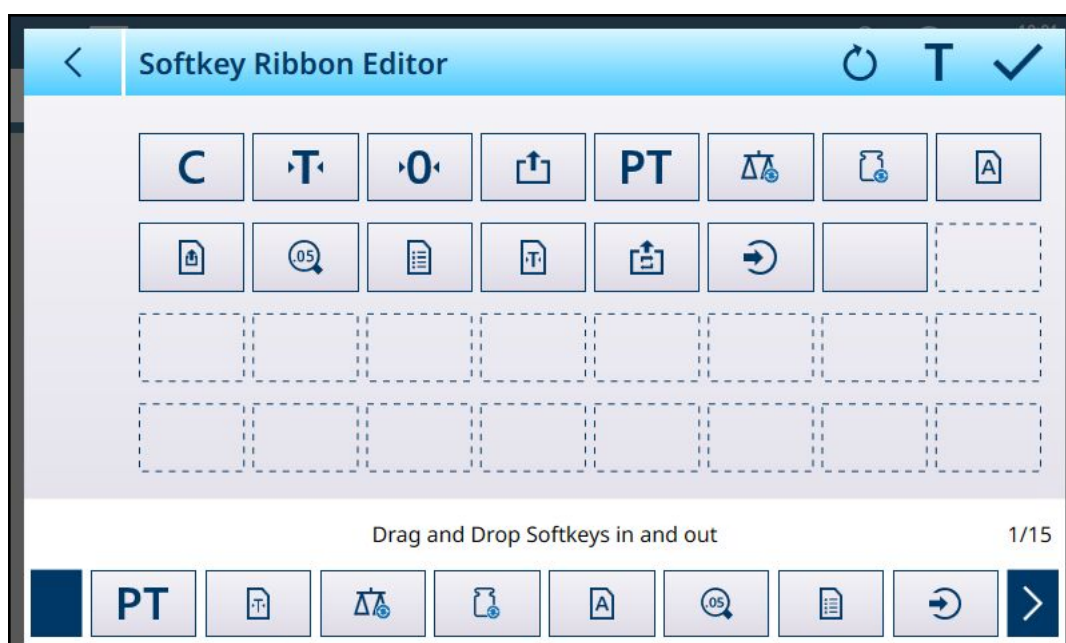 Softkey Ribbon Editor T
C T 0 PT A
.05 T
Drag and Drop Softkeys in and out 1/15
PT T A .05